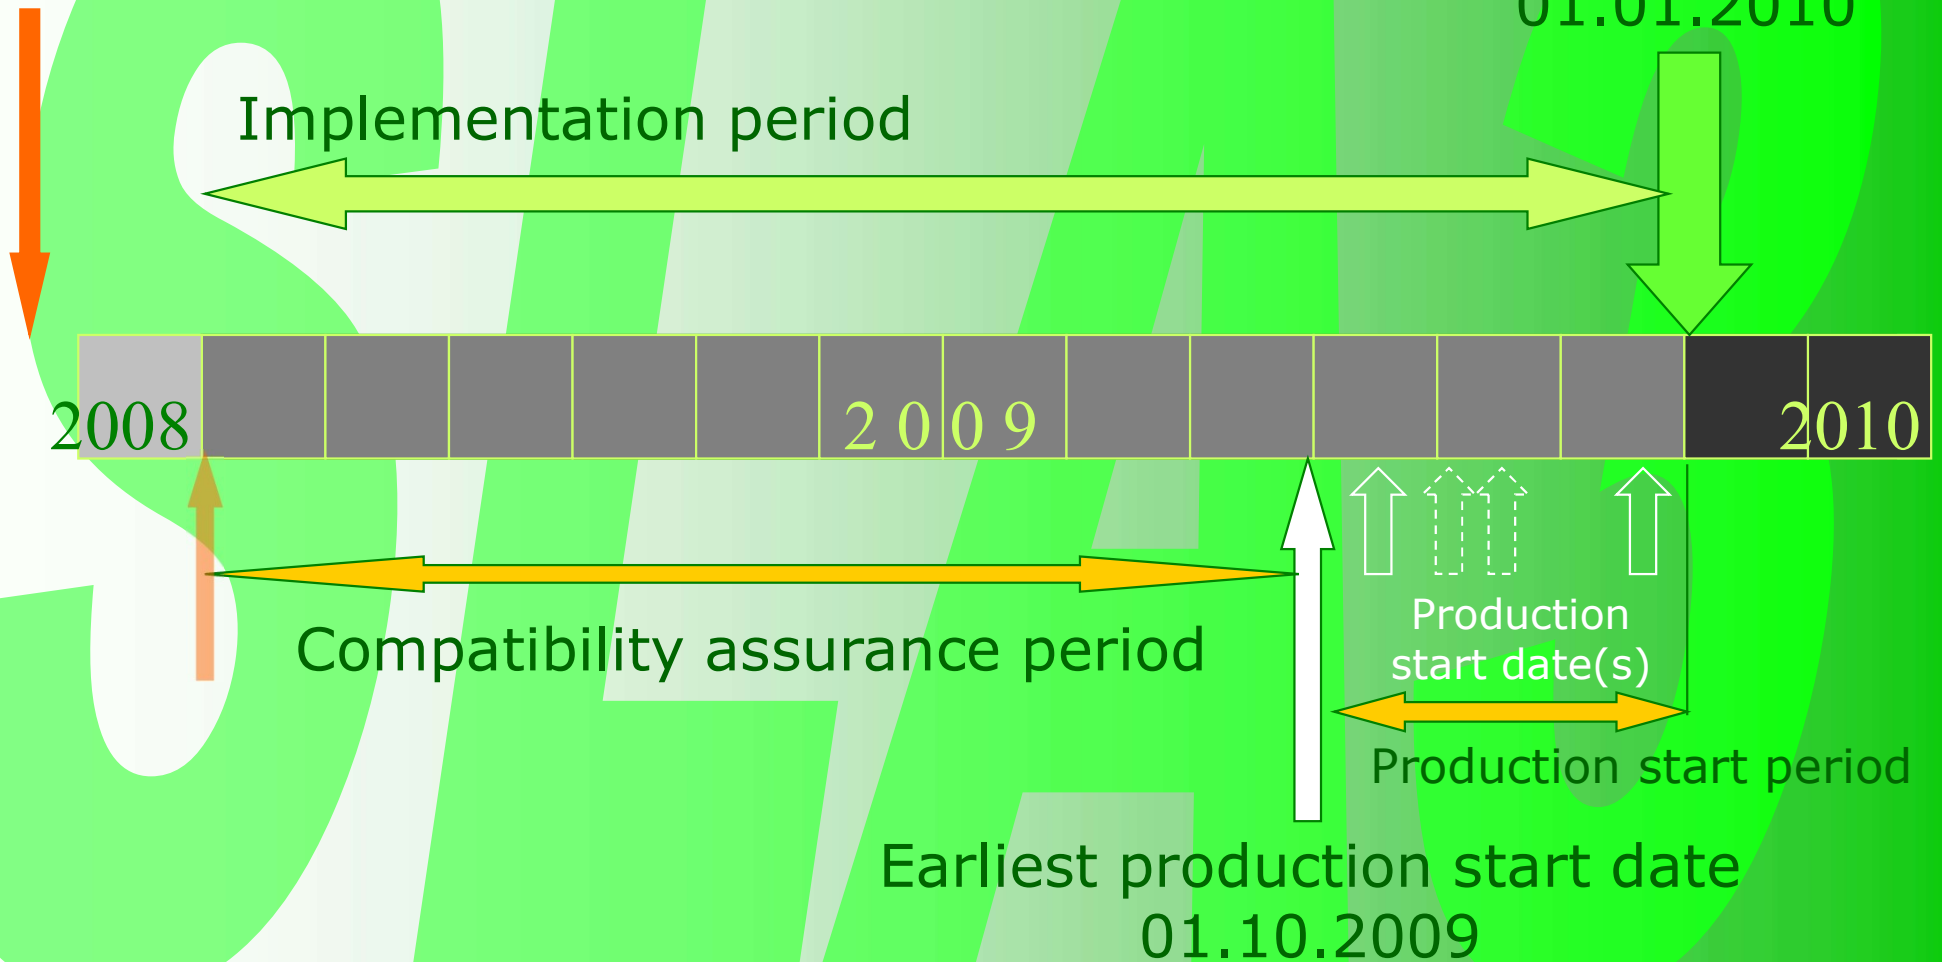 01.01.2010
Implementation period
2008
2 0 0 9
2010
Production
start date(s)
Compatibility assurance period
Production start period
Earliest production start date
01.10.2009